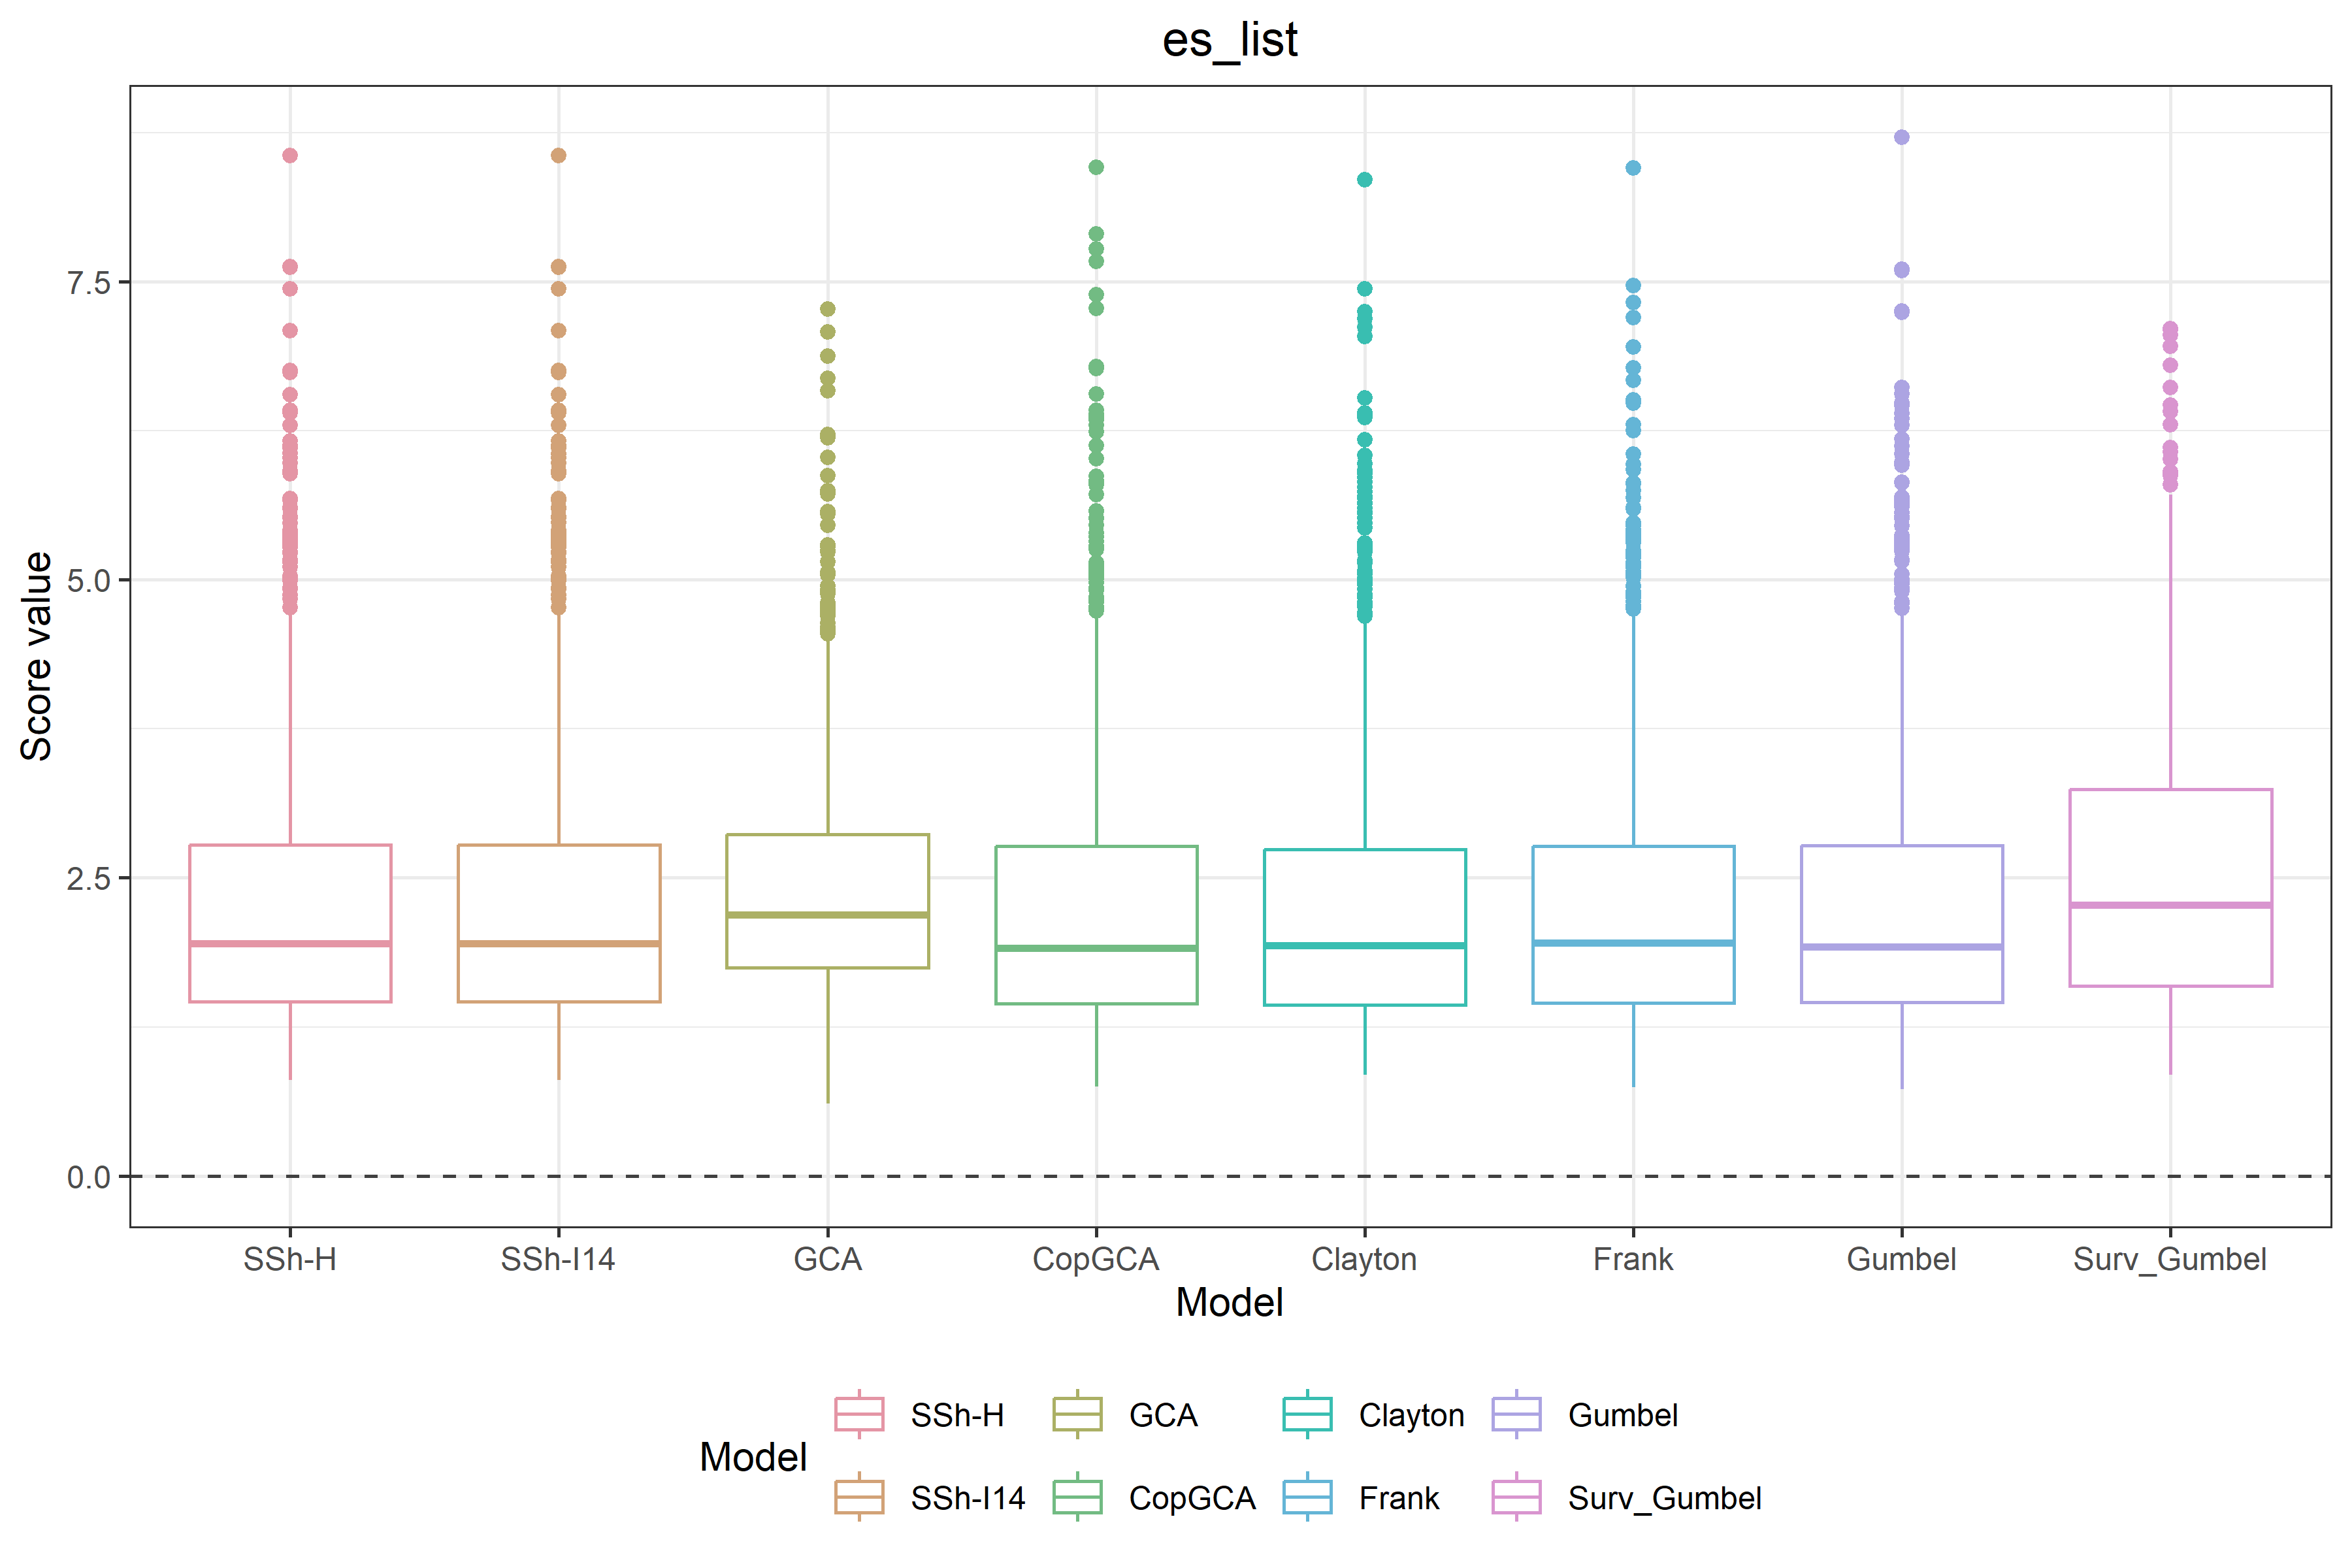 es_list
Score value
7.5
5.0
2.5
0.0
SSh-H SSh-I14 GCA CopGCA Clayton Frank Gumbel Surv_Gumbel
Model
Model
SSh-H GCA Clayton Gumbel
SSh-I14 CopGCA Frank Surv_Gumbel